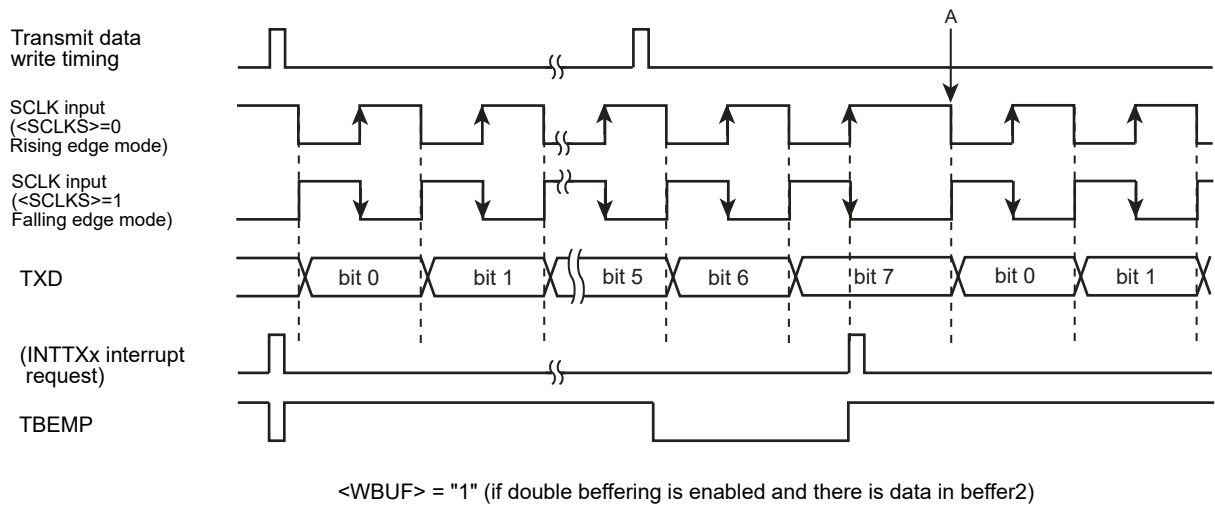 A
Transmit data
write timing
SCLK input
(<SCLKS>=0
Rising edge mode)
SCLK input
(<SCLKS>=1
Falling edge mode)
TXD
bit 0
bit 1
bit 5
bit 6
bit 7
bit 0
bit 1
(INTTXx interrupt
request)
TBEMP
<WBUF> = "1" (if double beffering is enabled and there is data in beffer2)